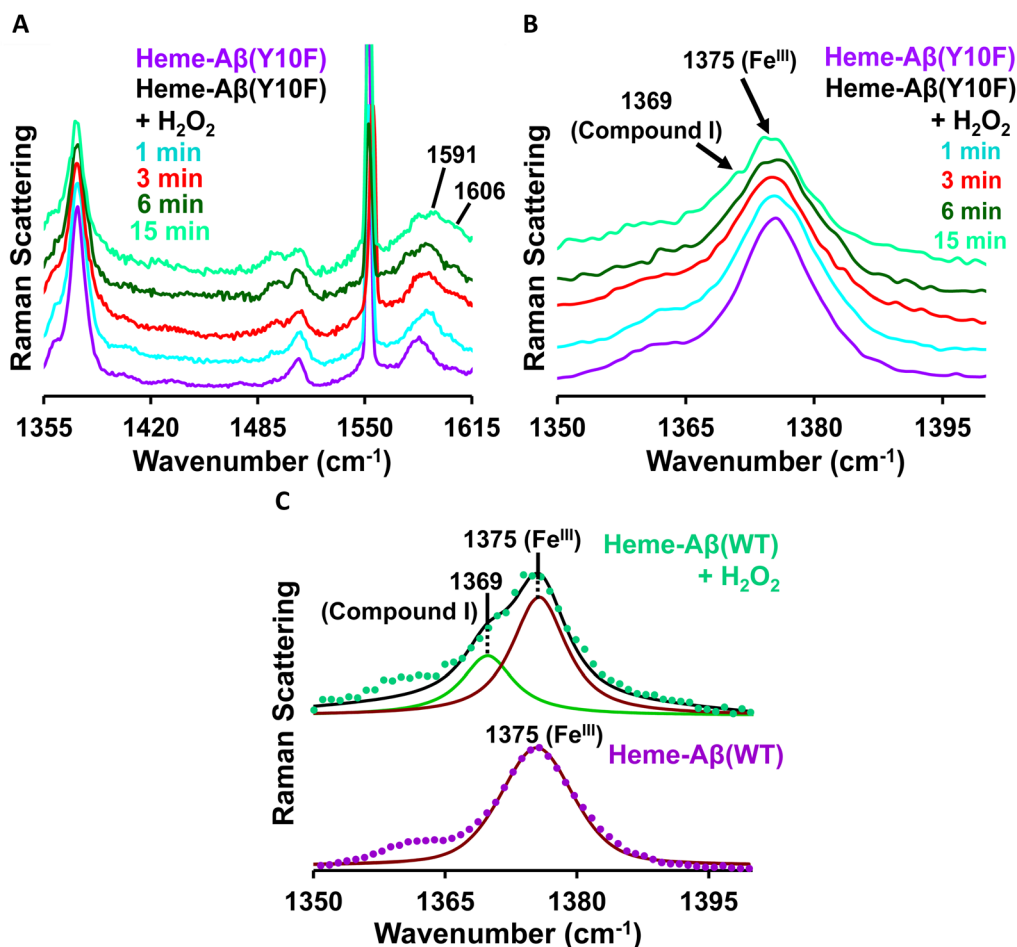 A
Heme-Aβ(Y10F)
Heme-Aβ(Y10F)
+ H₂O₂
1 min
3 min
6 min
15 min
1591
1606
Raman Scattering
1355 1420 1485 1550 1615
Wavenumber (cm⁻¹)
B
1375 (Feᴵᴵᴵ)
1369
(Compound I)
Heme-Aβ(Y10F)
Heme-Aβ(Y10F)
+ H₂O₂
1 min
3 min
6 min
15 min
Raman Scattering
1350 1365 1380 1395
Wavenumber (cm⁻¹)
C
1375 (Feᴵᴵᴵ)
1369
(Compound I)
Heme-Aβ(WT)
+ H₂O₂
1375 (Feᴵᴵᴵ)
Heme-Aβ(WT)
Raman Scattering
1350 1365 1380 1395
Wavenumber (cm⁻¹)